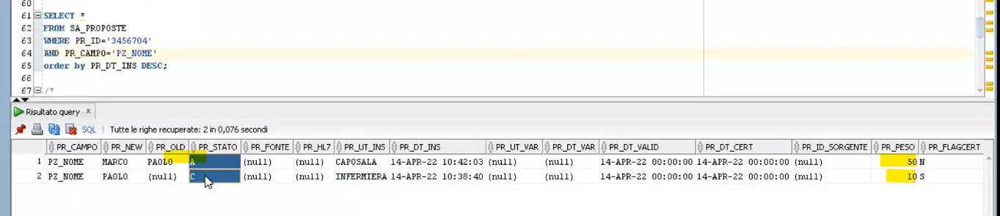 60
61 SELECT *
62 FROM SA_PROPOSTE
63 WHERE PR_ID='3456704'
64 AND PR_CAMPO='PZ_NOME'
65 order by PR_DT_INS DESC;
66
67 /*
Risultato query x
SQL | Tutte le righe recuperate: 2 in 0,076 secondi
PR_CAMPO PR_NEW PR_OLD PR_STATO PR_FONTE PR_HL7 PR_UT_INS PR_DT_INS PR_UT_VAR PR_DT_VAR PR_DT_VALID PR_DT_CERT PR_ID_SORGENTE PR_PESO PR_FLAGCERT
1 PZ_NOME MARCO PAOLO A (null) (null) CAPOSALA 14-APR-22 10:42:03 (null) (null) 14-APR-22 00:00:00 14-APR-22 00:00:00 (null) 50 N
2 PZ_NOME PAOLO (null) C (null) (null) INFERMIERA 14-APR-22 10:38:40 (null) (null) 14-APR-22 00:00:00 14-APR-22 00:00:00 (null) 10 S